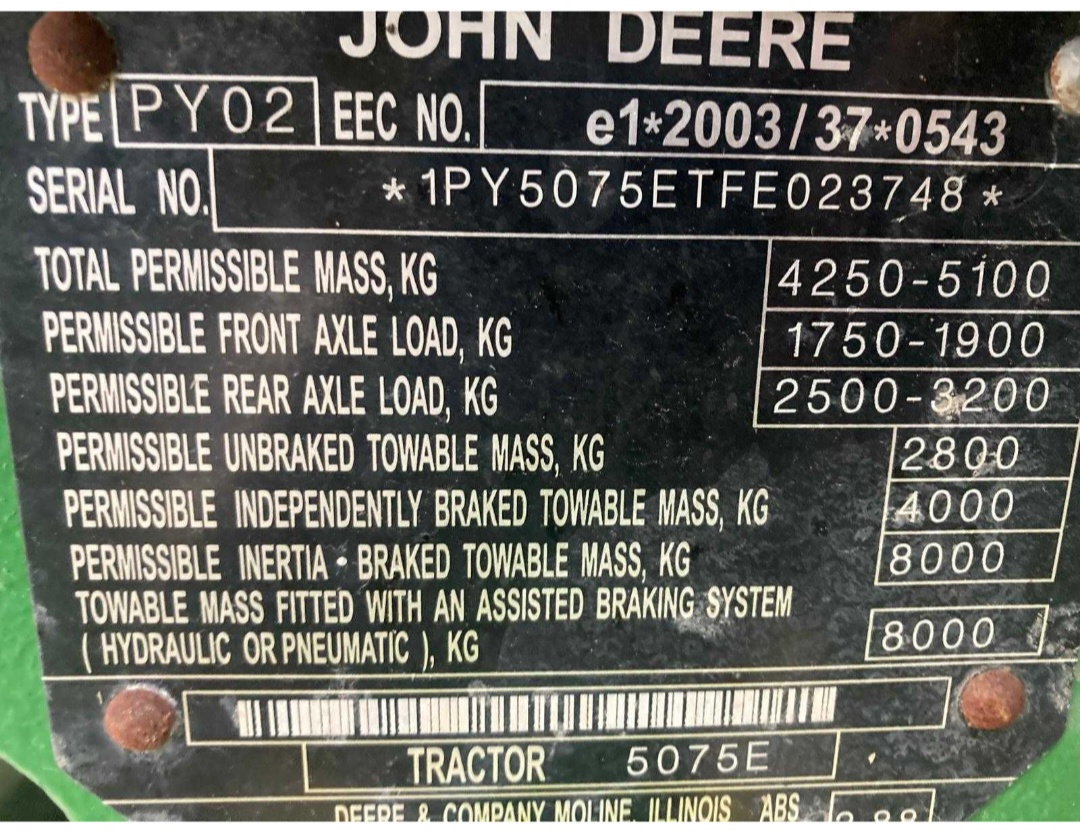 JOHN DEERE
TYPE PY02 EEC NO. e1*2003/37*0543
SERIAL NO. *1PY5075ETFE023748*
TOTAL PERMISSIBLE MASS, KG 4250-5100
PERMISSIBLE FRONT AXLE LOAD, KG 1750-1900
PERMISSIBLE REAR AXLE LOAD, KG 2500-3200
PERMISSIBLE UNBRAKED TOWABLE MASS, KG 2800
PERMISSIBLE INDEPENDENTLY BRAKED TOWABLE MASS, KG 4000
PERMISSIBLE INERTIA • BRAKED TOWABLE MASS, KG 8000
TOWABLE MASS FITTED WITH AN ASSISTED BRAKING SYSTEM
( HYDRAULIC OR PNEUMATIC ), KG 8000
TRACTOR 5075E
DEERE & COMPANY MOLINE, ILLINOIS ABS